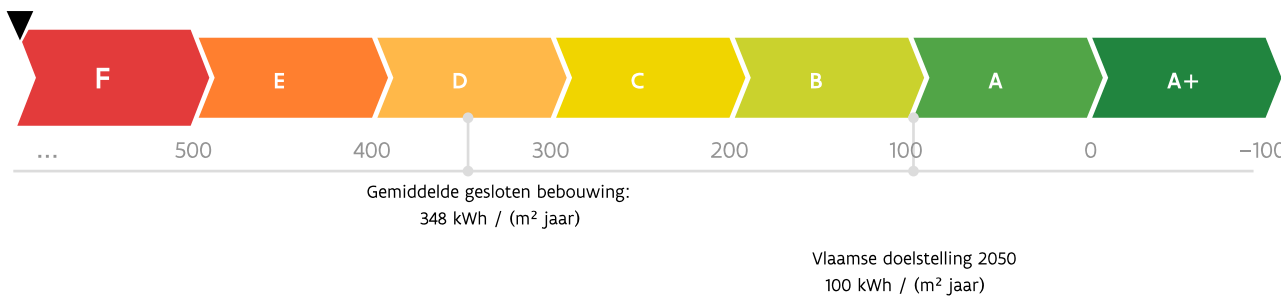 F E D C B A A+
... 500 400 300 200 100 0 −100
Gemiddelde gesloten bebouwing:
348 kWh / (m² jaar)
Vlaamse doelstelling 2050
100 kWh / (m² jaar)